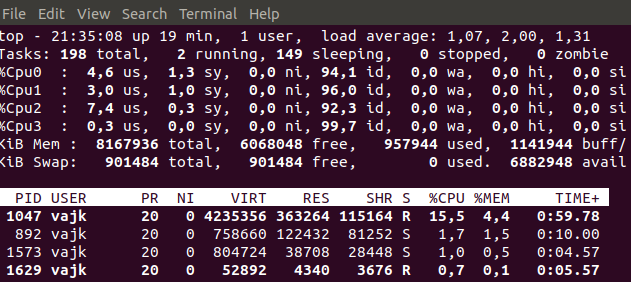 File Edit View Search Terminal Help
top - 21:35:08 up 19 min,  1 user,  load average: 1,07, 2,00, 1,31
Tasks: 198 total,   2 running, 149 sleeping,   0 stopped,   0 zombie
%Cpu0  :  4,6 us,  1,3 sy,  0,0 ni, 94,1 id,  0,0 wa,  0,0 hi,  0,0 si
%Cpu1  :  3,0 us,  1,0 sy,  0,0 ni, 96,0 id,  0,0 wa,  0,0 hi,  0,0 si
%Cpu2  :  7,4 us,  0,3 sy,  0,0 ni, 92,3 id,  0,0 wa,  0,0 hi,  0,0 si
%Cpu3  :  0,3 us,  0,0 sy,  0,0 ni, 99,7 id,  0,0 wa,  0,0 hi,  0,0 si
KiB Mem :  8167936 total,  6068048 free,   957944 used,  1141944 buff/
KiB Swap:   901484 total,   901484 free,        0 used.  6882948 avail
PID USER      PR  NI    VIRT    RES    SHR S  %CPU %MEM     TIME+
1047 vajk      20   0 4235356 363264 115164 R  15,5  4,4   0:59.78
892 vajk      20   0  758660 122432  81252 S   1,7  1,5   0:10.00
1573 vajk      20   0  804724  38708  28448 S   1,0  0,5   0:04.57
1629 vajk      20   0   52892   4340   3676 R   0,7  0,1   0:05.57